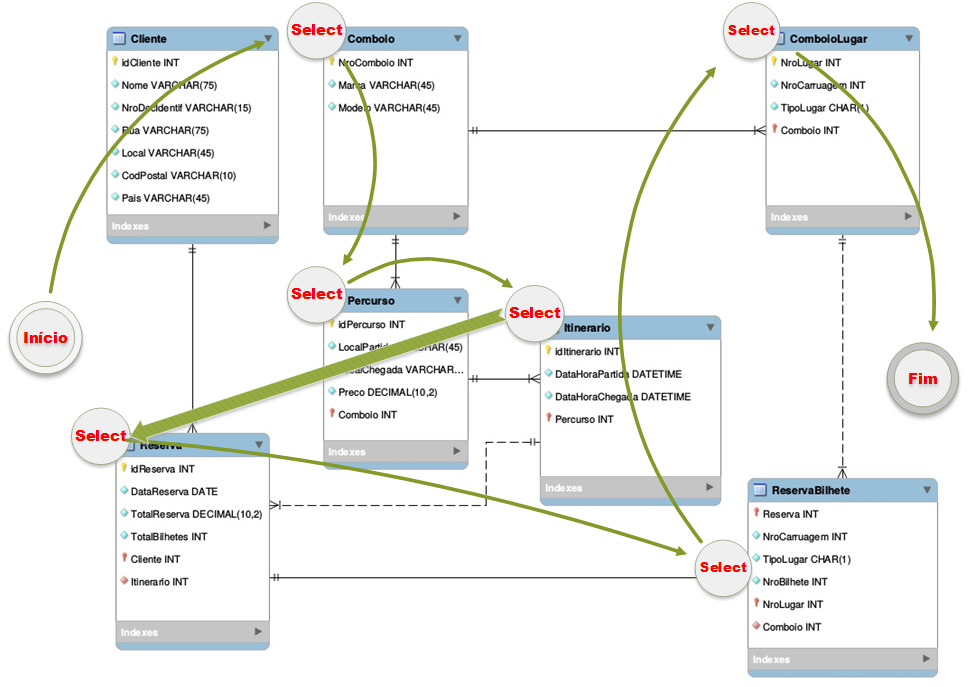 Select
Select
Cliente
Comboio
ComboioLugar
idCliente INT
Nome VARCHAR(75)
NroDocIdentif VARCHAR(15)
Rua VARCHAR(75)
Local VARCHAR(45)
CodPostal VARCHAR(10)
Pais VARCHAR(45)
Indexes
NroComboio INT
Marca VARCHAR(45)
Modelo VARCHAR(45)
Indexes
NroLugar INT
NroCarruagem INT
TipoLugar CHAR(1)
Comboio INT
Indexes
Início
Select
Percurso
idPercurso INT
LocalPartida VARCHAR(45)
LocalChegada VARCHAR...
Preco DECIMAL(10,2)
Comboio INT
Indexes
Select
Itinerario
idItinerario INT
DataHoraPartida DATETIME
DataHoraChegada DATETIME
Percurso INT
Indexes
Fim
Select
Reserva
idReserva INT
DataReserva DATE
TotalReserva DECIMAL(10,2)
TotalBilhetes INT
Cliente INT
Itinerario INT
Indexes
Select
ReservaBilhete
Reserva INT
NroCarruagem INT
TipoLugar CHAR(1)
NroBilhete INT
NroLugar INT
Comboio INT
Indexes